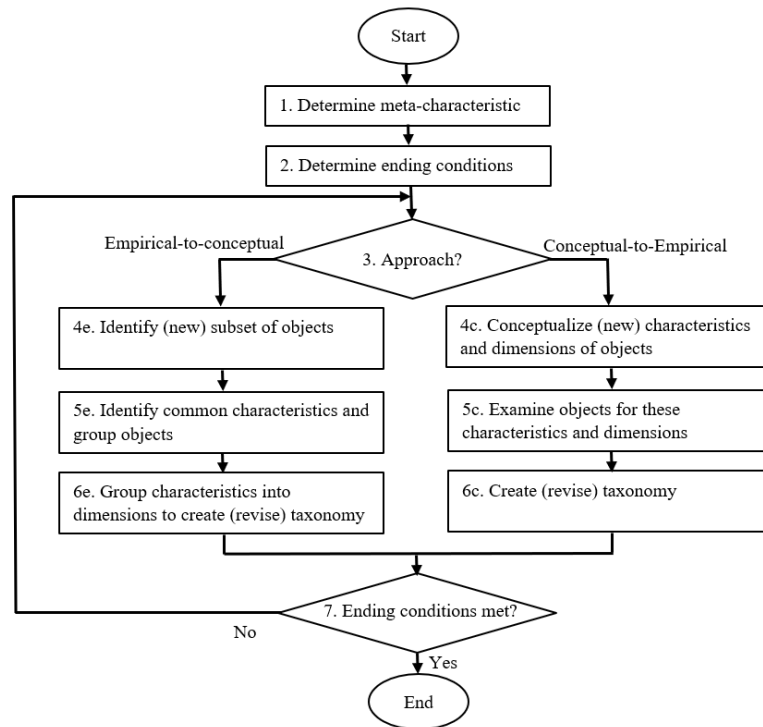 Start
1. Determine meta-characteristic
2. Determine ending conditions
Empirical-to-conceptual
Conceptual-to-Empirical
3. Approach?
4e. Identify (new) subset of objects
4c. Conceptualize (new) characteristics
and dimensions of objects
5e. Identify common characteristics and
group objects
5c. Examine objects for these
characteristics and dimensions
6e. Group characteristics into
dimensions to create (revise) taxonomy
6c. Create (revise) taxonomy
7. Ending conditions met?
No
Yes
End